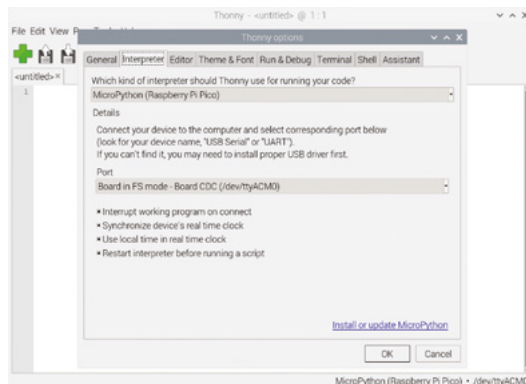 Thonny - <untitled> @ 1 : 1
File Edit View
Thonny options
General Interpreter Editor Theme & Font Run & Debug Terminal Shell Assistant
<untitled> ×
1
Which kind of interpreter should Thonny use for running your code?
MicroPython (Raspberry Pi Pico)
Details
Connect your device to the computer and select corresponding port below
(look for your device name, "USB Serial" or "UART").
If you can't find it, you may need to install proper USB driver first.
Port
Board in FS mode - Board CDC (/dev/ttyACM0)
Interrupt working program on connect
Synchronize device's real time clock
Use local time in real time clock
Restart interpreter before running a script
Install or update MicroPython
OK Cancel
MicroPython (Raspberry Pi Pico) • /dev/ttyACM0